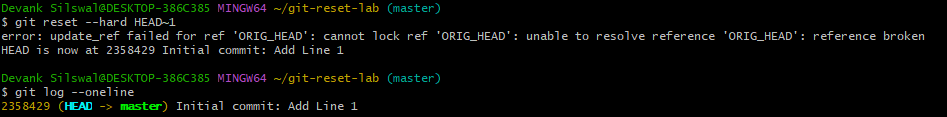 Devank Silswal@DESKTOP-386C385 MINGW64 ~/git-reset-lab (master)
$ git reset --hard HEAD~1
error: update_ref failed for ref 'ORIG_HEAD': cannot lock ref 'ORIG_HEAD': unable to resolve reference 'ORIG_HEAD': reference broken
HEAD is now at 2358429 Initial commit: Add Line 1
Devank Silswal@DESKTOP-386C385 MINGW64 ~/git-reset-lab (master)
$ git log --oneline
2358429 (HEAD -> master) Initial commit: Add Line 1